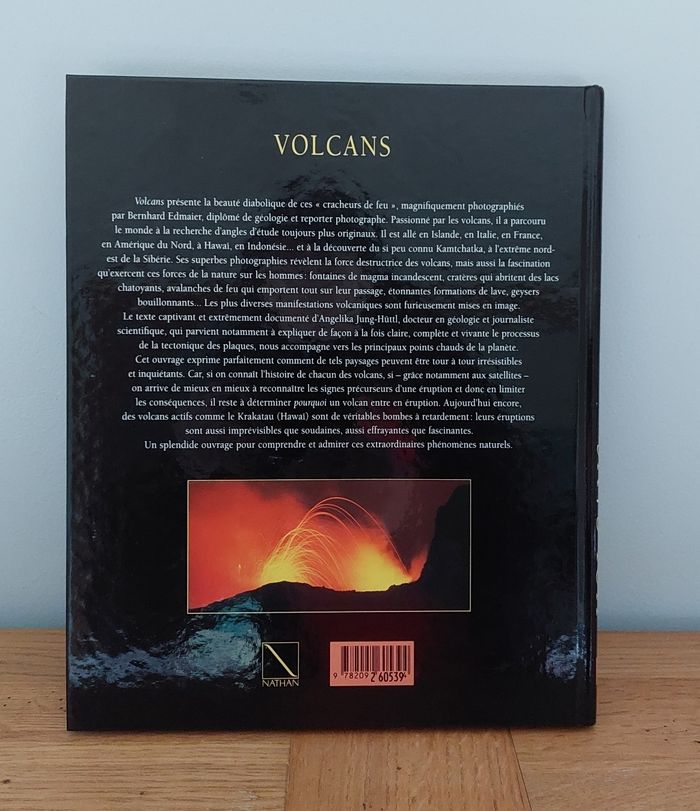 VOLCANS
Volcans présente la beauté diabolique de ces « cracheurs de feu », magnifiquement photographiés
par Bernhard Edmaier, diplômé de géologie et reporter photographe. Passionné par les volcans, il a parcouru
le monde à la recherche d'angles d'étude toujours plus originaux. Il est allé en Islande, en Italie, en France,
en Amérique du Nord, à Hawaï, en Indonésie... et à la découverte du si peu connu Kamtchatka, à l'extrême nord-
est de la Sibérie. Ses superbes photographies révèlent la force destructrice des volcans, mais aussi la fascination
qu'exercent ces forces de la nature sur les hommes : fontaines de magma incandescent, cratères qui abritent des lacs
chatoyants, avalanches de feu qui emportent tout sur leur passage, étonnantes formations de lave, geysers
bouillonnants... Les plus diverses manifestations volcaniques sont furieusement mises en image.
Le texte captivant et extrêmement documenté d'Angelika Jung-Hüttl, docteur en géologie et journaliste
scientifique, qui parvient notamment à expliquer de façon à la fois claire, complète et vivante le processus
de la tectonique des plaques, nous accompagne vers les principaux points chauds de la planète.
Cet ouvrage exprime parfaitement comment de tels paysages peuvent être tour à tour irrésistibles
et inquiétants. Car, si on connaît l'histoire de chacun des volcans, si – grâce notamment aux satellites –
on arrive de mieux en mieux à reconnaître les signes précurseurs d'une éruption et donc en limiter
les conséquences, il reste à déterminer pourquoi un volcan entre en éruption. Aujourd'hui encore,
des volcans actifs comme le Krakatau (Hawaï) sont de véritables bombes à retardement : leurs éruptions
sont aussi imprévisibles que soudaines, aussi effrayantes que fascinantes.
Un splendide ouvrage pour comprendre et admirer ces extraordinaires phénomènes naturels.
NATHAN
9 782092 605394